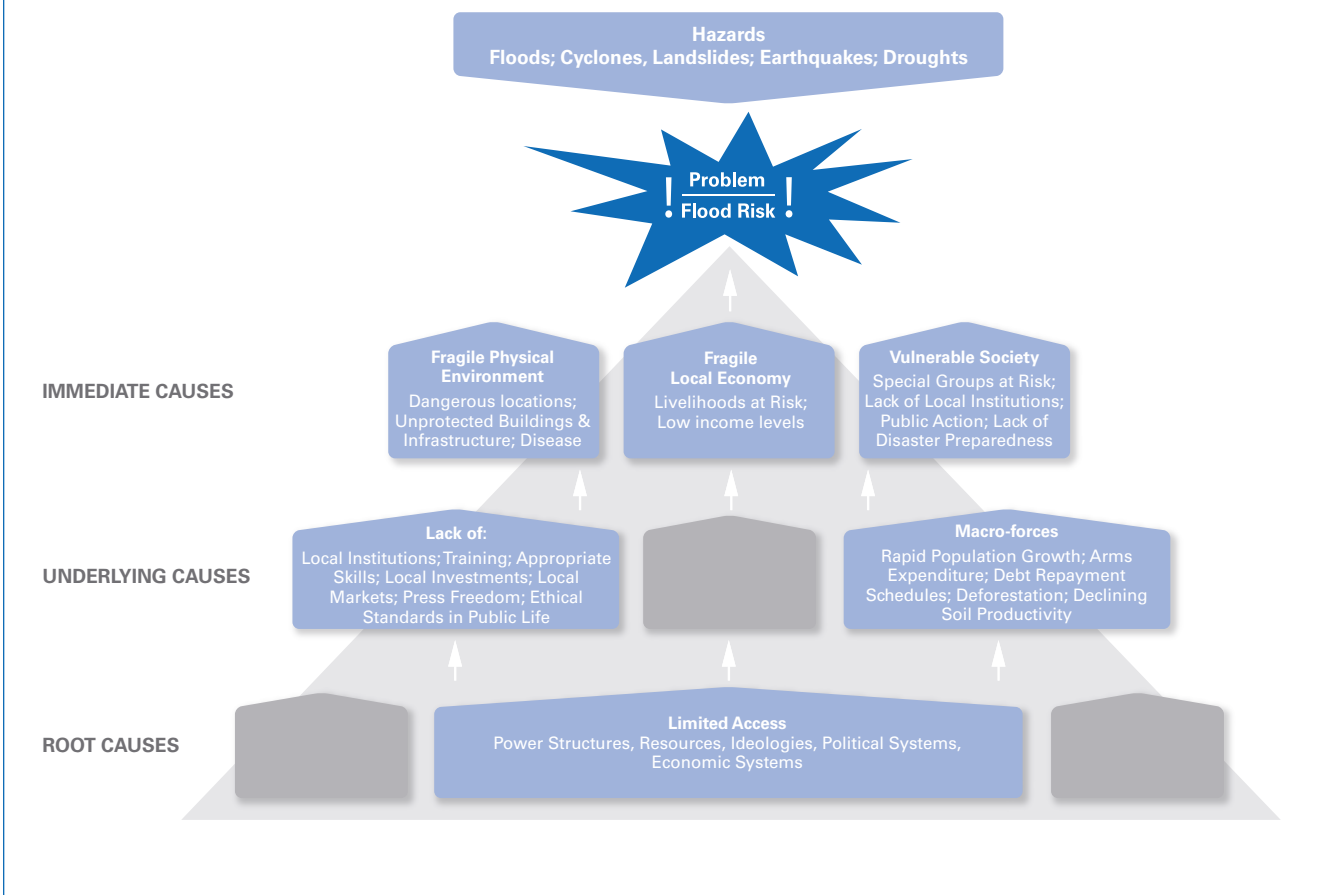 Hazards
Floods; Cyclones, Landslides; Earthquakes; Droughts
! Problem !
Flood Risk
IMMEDIATE CAUSES
Fragile Physical
Environment
Dangerous locations;
Unprotected Buildings &
Infrastructure; Disease
Fragile
Local Economy
Livelihoods at Risk;
Low income levels
Vulnerable Society
Special Groups at Risk;
Lack of Local Institutions;
Public Action; Lack of
Disaster Preparedness
UNDERLYING CAUSES
Lack of:
Local Institutions; Training; Appropriate
Skills; Local Investments; Local
Markets; Press Freedom; Ethical
Standards in Public Life
Macro-forces
Rapid Population Growth; Arms
Expenditure; Debt Repayment
Schedules; Deforestation; Declining
Soil Productivity
ROOT CAUSES
Limited Access
Power Structures, Resources, Ideologies, Political Systems,
Economic Systems